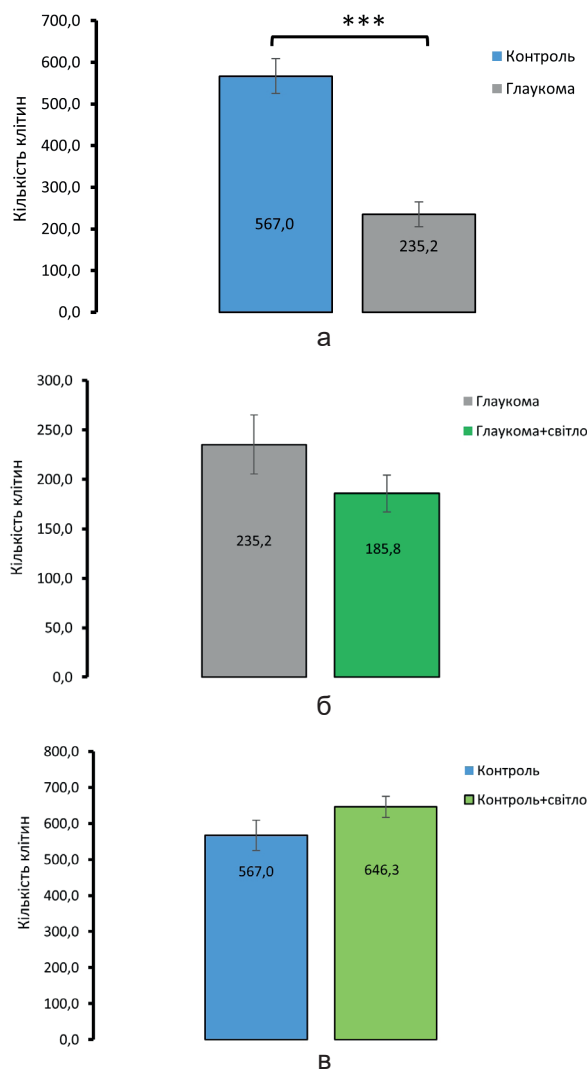 700,0
600,0
500,0
400,0
300,0
200,0
100,0
0,0
Кількість клітин
***
567,0
235,2
Контроль
Глаукома
а
300,0
250,0
200,0
150,0
100,0
50,0
0,0
Кількість клітин
235,2
185,8
Глаукома
Глаукома+світло
б
800,0
700,0
600,0
500,0
400,0
300,0
200,0
100,0
0,0
Кількість клітин
567,0
646,3
Контроль
Контроль+світло
в